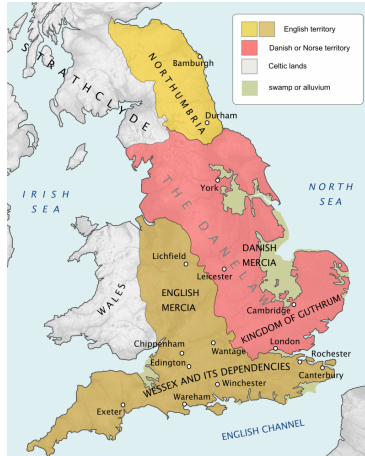 English territory
Danish or Norse territory
Celtic lands
swamp or alluvium
STRATHCLYDE
NORTHUMBRIA
Bamburgh
Durham
IRISH
SEA
NORTH
SEA
York
THE DANELAW
DANISH
MERCIA
Lichfield
Leicester
WALES
ENGLISH
MERCIA
Cambridge
KINGDOM OF GUTHRUM
Chippenham
Edington
Wantage
London
Rochester
Canterbury
WESSEX AND ITS DEPENDENCIES
Winchester
Wareham
Exeter
ENGLISH CHANNEL